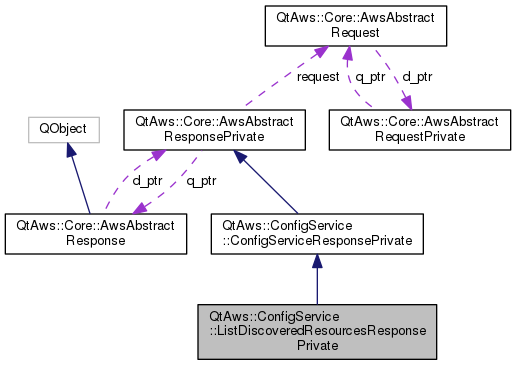 QtAws::Core::AwsAbstract
Request
request
q_ptr
d_ptr
QObject
QtAws::Core::AwsAbstract
ResponsePrivate
QtAws::Core::AwsAbstract
RequestPrivate
d_ptr
q_ptr
QtAws::Core::AwsAbstract
Response
QtAws::ConfigService
::ConfigServiceResponsePrivate
QtAws::ConfigService
::ListDiscoveredResourcesResponse
Private